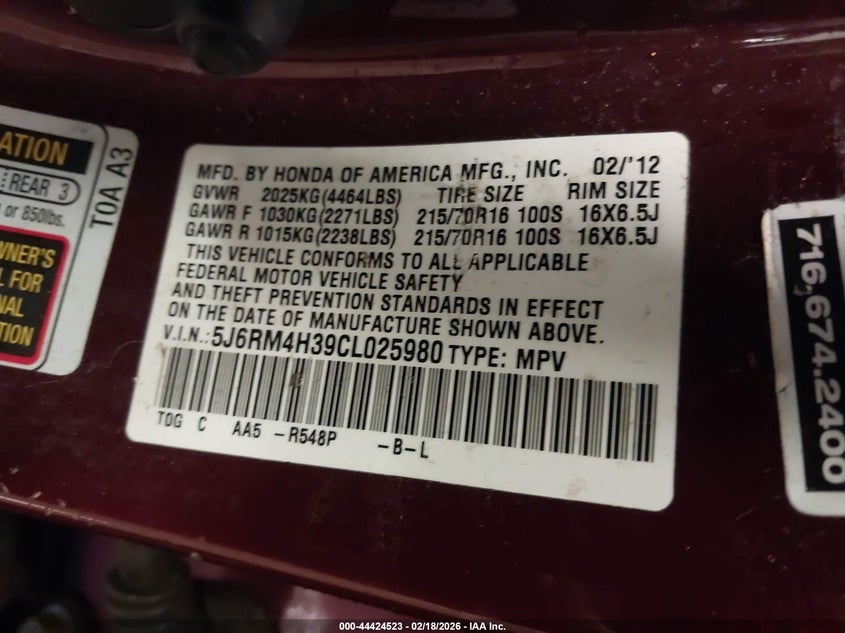 ATION
REAR 3
or 850lbs.
WNER'S
L FOR
NAL
TION
T0A A3
MFD. BY HONDA OF AMERICA MFG., INC. 02/'12
GVWR 2025KG(4464LBS) TIRE SIZE RIM SIZE
GAWR F 1030KG(2271LBS) 215/70R16 100S 16X6.5J
GAWR R 1015KG(2238LBS) 215/70R16 100S 16X6.5J
THIS VEHICLE CONFORMS TO ALL APPLICABLE
FEDERAL MOTOR VEHICLE SAFETY
AND THEFT PREVENTION STANDARDS IN EFFECT
ON THE DATE OF MANUFACTURE SHOWN ABOVE.
V.I.N.:5J6RM4H39CL025980 TYPE: MPV
T0G C AA5 -R548P -B-L
716.674.2400
000-44424523 - 02/18/2026 - IAA Inc.